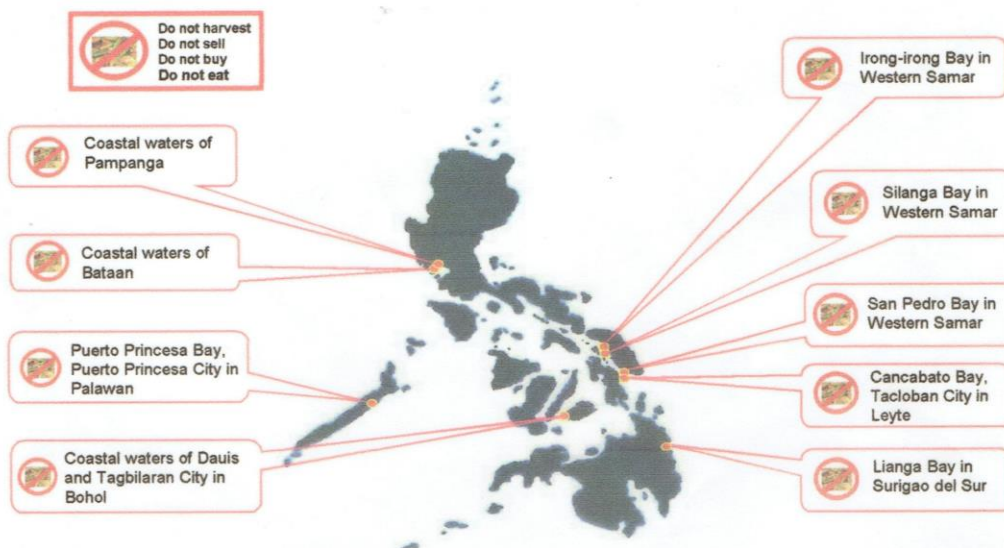 Do not harvest
Do not sell
Do not buy
Do not eat
Coastal waters of
Pampanga
Coastal waters of
Bataan
Puerto Princesa Bay,
Puerto Princesa City in
Palawan
Coastal waters of Dauis
and Tagbilaran City in
Bohol
Irong-irong Bay in
Western Samar
Silanga Bay in
Western Samar
San Pedro Bay in
Western Samar
Cancabato Bay,
Tacloban City in
Leyte
Lianga Bay in
Surigao del Sur